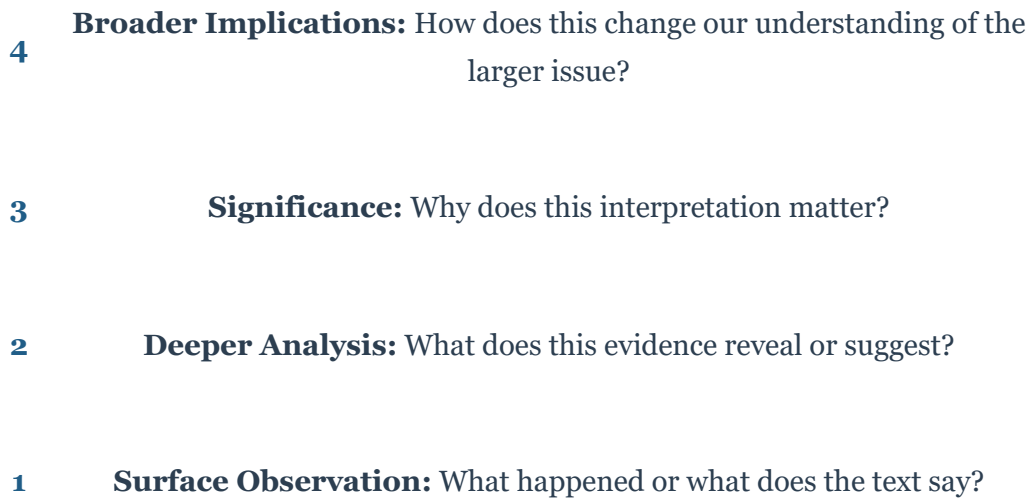 4 Broader Implications: How does this change our understanding of the
larger issue?
3 Significance: Why does this interpretation matter?
2 Deeper Analysis: What does this evidence reveal or suggest?
1 Surface Observation: What happened or what does the text say?